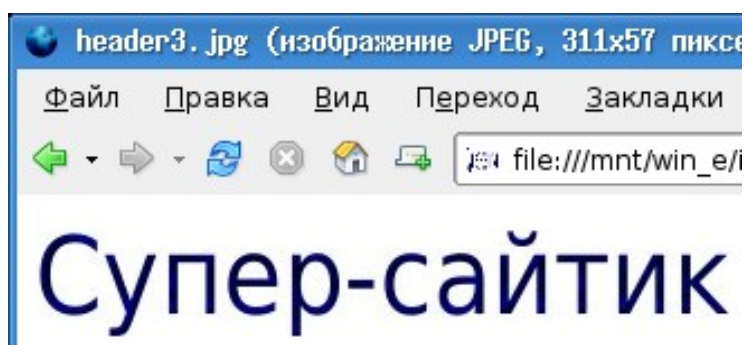 header3.jpg (изображение JPEG, 311x57 пиксе
Файл Правка Вид Переход Закладки
file:///mnt/win_e/i
Супер-сайтик